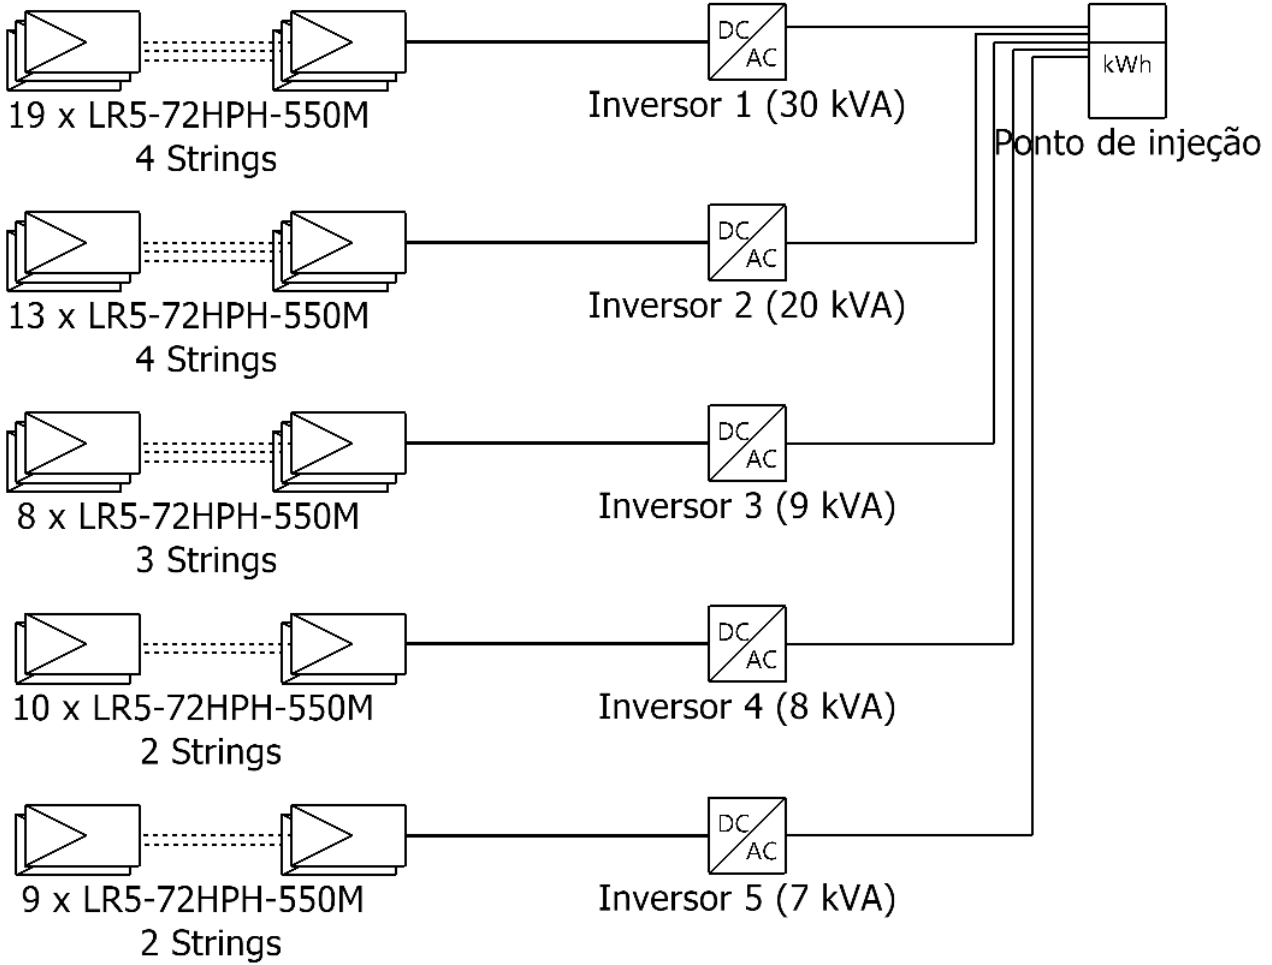 DC
AC
kWh
19 x LR5-72HPH-550M
4 Strings
Inversor 1 (30 kVA)
Ponto de injeção
DC
AC
13 x LR5-72HPH-550M
4 Strings
Inversor 2 (20 kVA)
DC
AC
8 x LR5-72HPH-550M
3 Strings
Inversor 3 (9 kVA)
DC
AC
10 x LR5-72HPH-550M
2 Strings
Inversor 4 (8 kVA)
DC
AC
9 x LR5-72HPH-550M
2 Strings
Inversor 5 (7 kVA)